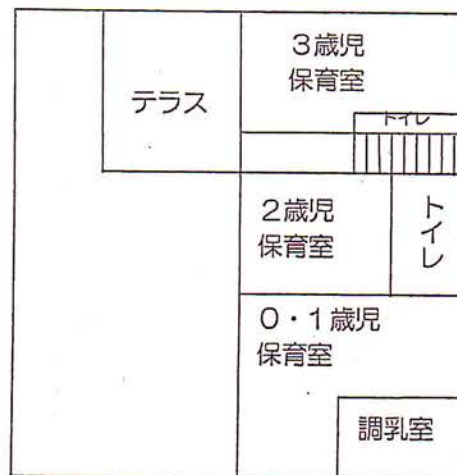 3歳児
保育室
テラス
トイレ
2歳児
保育室
トイレ
0・1歳児
保育室
調乳室